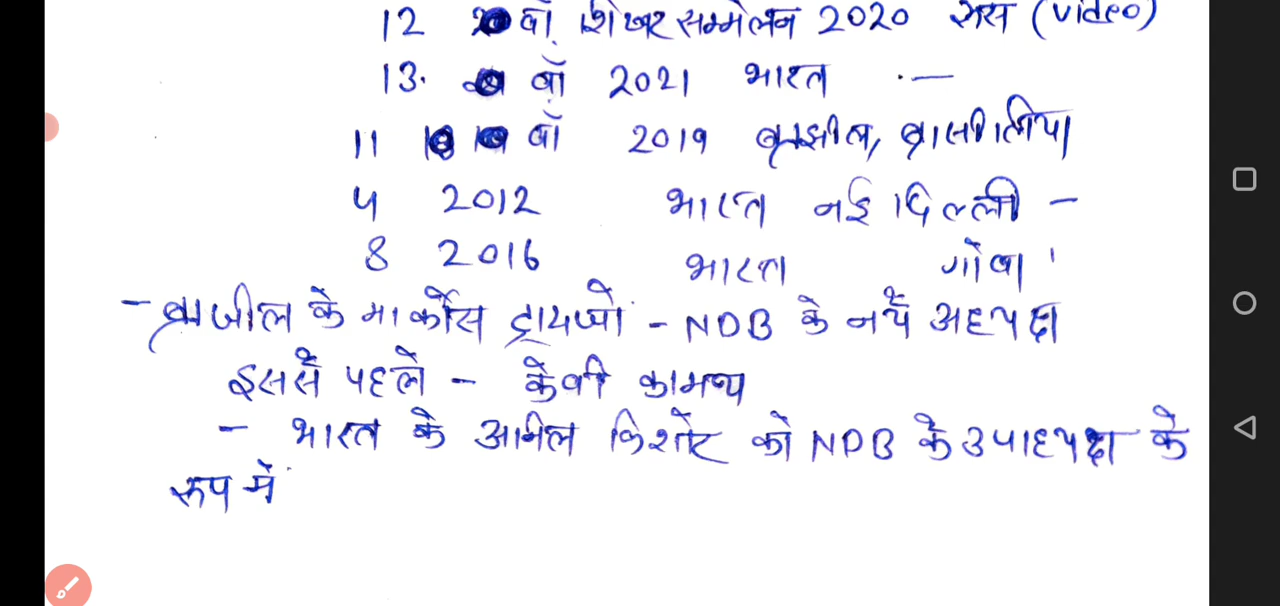 12 वाँ शिखर सम्मेलन 2020 रूस (video)
13. वाँ 2021 भारत -
11 वाँ 2019 ब्राजील, ब्रासीलिया
4 2012 भारत नई दिल्ली -
8 2016 भारत गोवा
- ब्राजील के मार्कोस ट्रायजो - NDB के नये अध्यक्ष
इससे पहले - केवी कामथ
- भारत के अनिल किशोर को NDB के उपाध्यक्ष के
रूप में